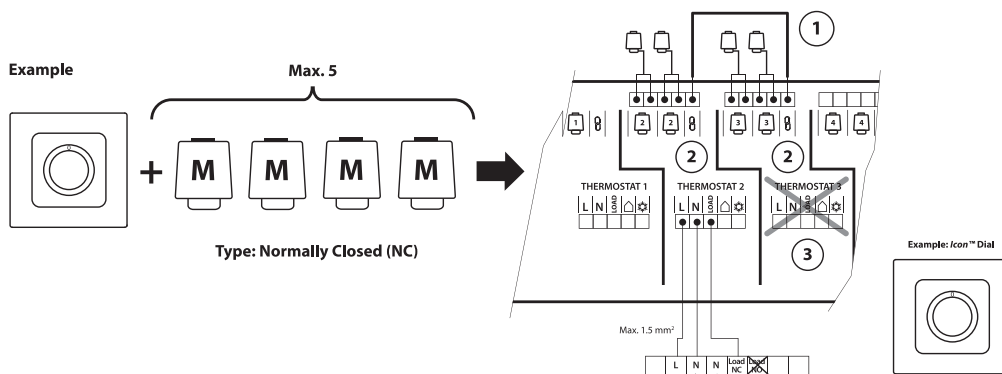 Example
Max. 5
+
M M M M
Type: Normally Closed (NC)
1
1 2 2 3 3 4 4
2 2
THERMOSTAT 1 THERMOSTAT 2 THERMOSTAT 3
L N LOAD L N LOAD L N LOAD
3
Example: Icon™ Dial
Max. 1.5 mm²
L N N Load NC Load NO